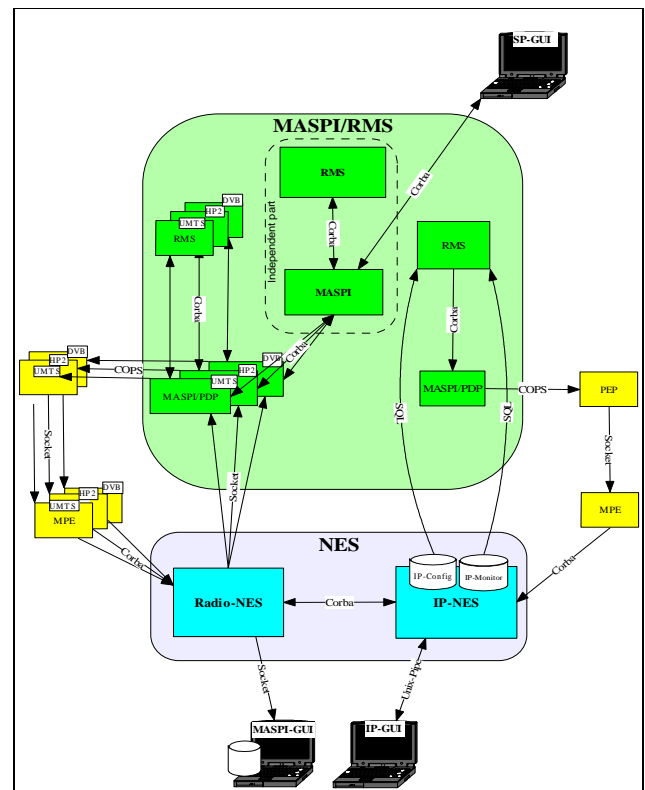 SP-GUI
MASPI/RMS
RMS
Independent part
Corba
Corba
DVB
HP2
UMTS
RMS
RMS
MASPI
Corba
Corba
Corba
DVB
HP2
UMTS
COPS
DVB
HP2
UMTS
MASPI/PDP
MASPI/PDP
COPS
PEP
SQL
SQL
Socket
Socket
Socket
DVB
HP2
UMTS
MPE
MPE
Corba
Corba
NES
IP-Config
IP-Monitor
Radio-NES
Corba
IP-NES
Socket
Unix-Pipe
MASPI-GUI
IP-GUI